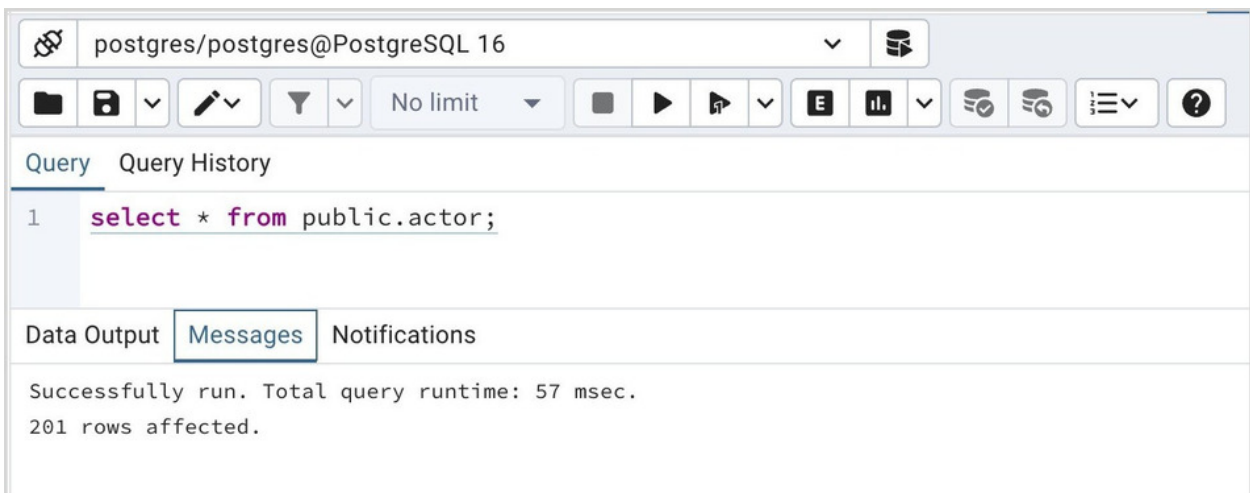 postgres/postgres@PostgreSQL 16
No limit
E
Query Query History
1 select * from public.actor;
Data Output Messages Notifications
Successfully run. Total query runtime: 57 msec.
201 rows affected.